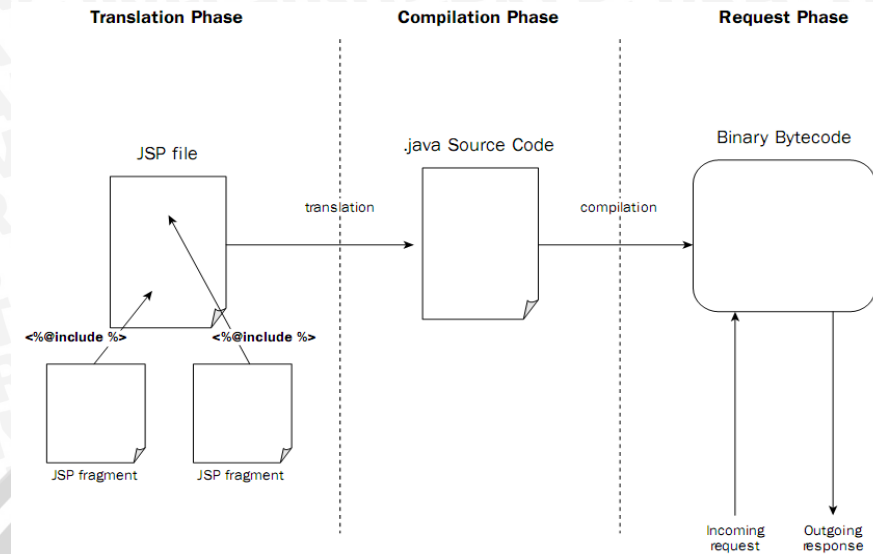 Translation Phase
Compilation Phase
Request Phase
JSP file
.java Source Code
Binary Bytecode
translation
compilation
<%@include %>
<%@include %>
JSP fragment
JSP fragment
Incoming
request
Outgoing
response